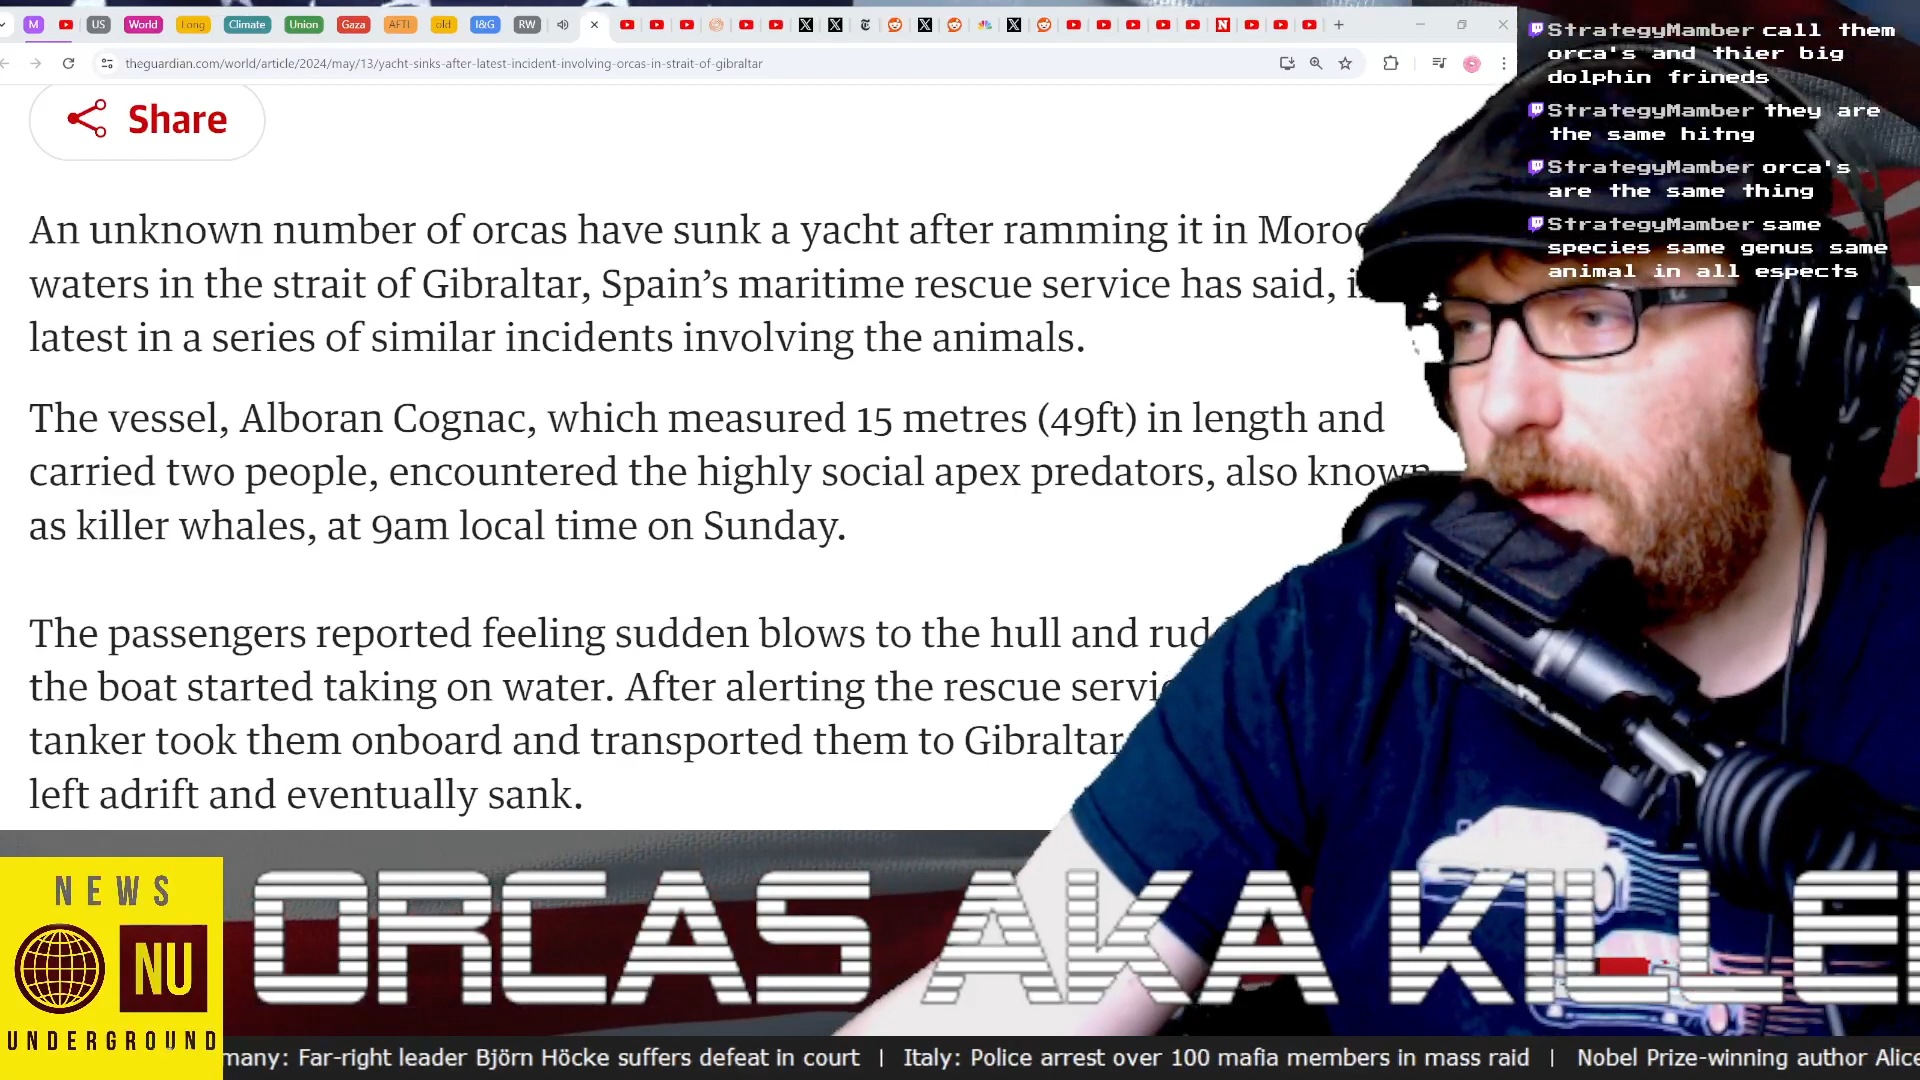 M
US
World
Long
Climate
Union
Gaza
AFTI
old
I&G
RW
theguardian.com/world/article/2024/may/13/yacht-sinks-after-latest-incident-involving-orcas-in-strait-of-gibraltar
Share
An unknown number of orcas have sunk a yacht after ramming it in
waters in the strait of Gibraltar, Spain's maritime rescue service has said,
latest in a series of similar incidents involving the animals.
The vessel, Alboran Cognac, which measured 15 metres (49ft) in length and
carried two people, encountered the highly social apex predators, also known
as killer whales, at 9am local time on Sunday.
The passengers reported feeling sudden blows to the hull and
the boat started taking on water. After alerting the rescue
tanker took them onboard and transported them to Gibraltar.
left adrift and eventually sank.
StrategyMamber call them
orca's and thier big
dolphin frineds
StrategyMamber they are
the same hitng
StrategyMamber orca's
are the same thing
StrategyMamber same
species same genus same
animal in all espects
NEWS
NU
UNDERGROUND
ORCAS AKA KILLE
many: Far-right leader Björn Höcke suffers defeat in court | Italy: Police arrest over 100 mafia members in mass raid | Nobel Prize-winning author Alice